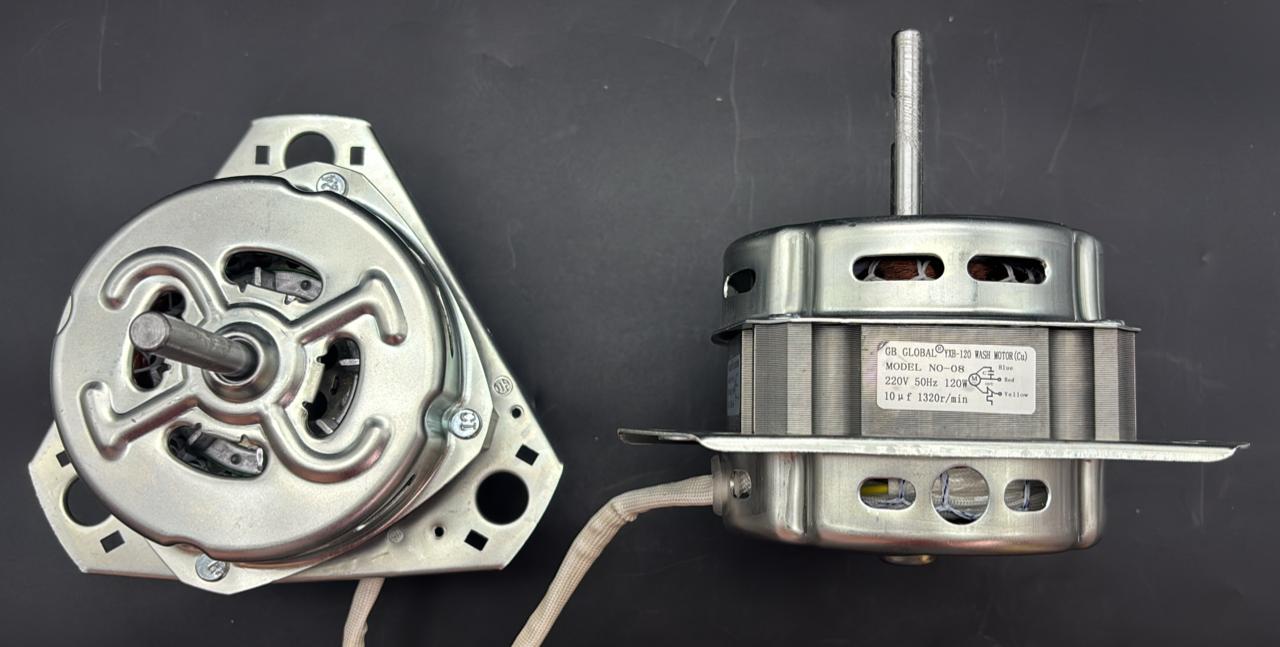 GB GLOBAL® YXB-120 WASH MOTOR(Cu)
MODEL NO-08
220V 50Hz 120W
10μf 1320r/min
M
C
Blue
Red
Yellow